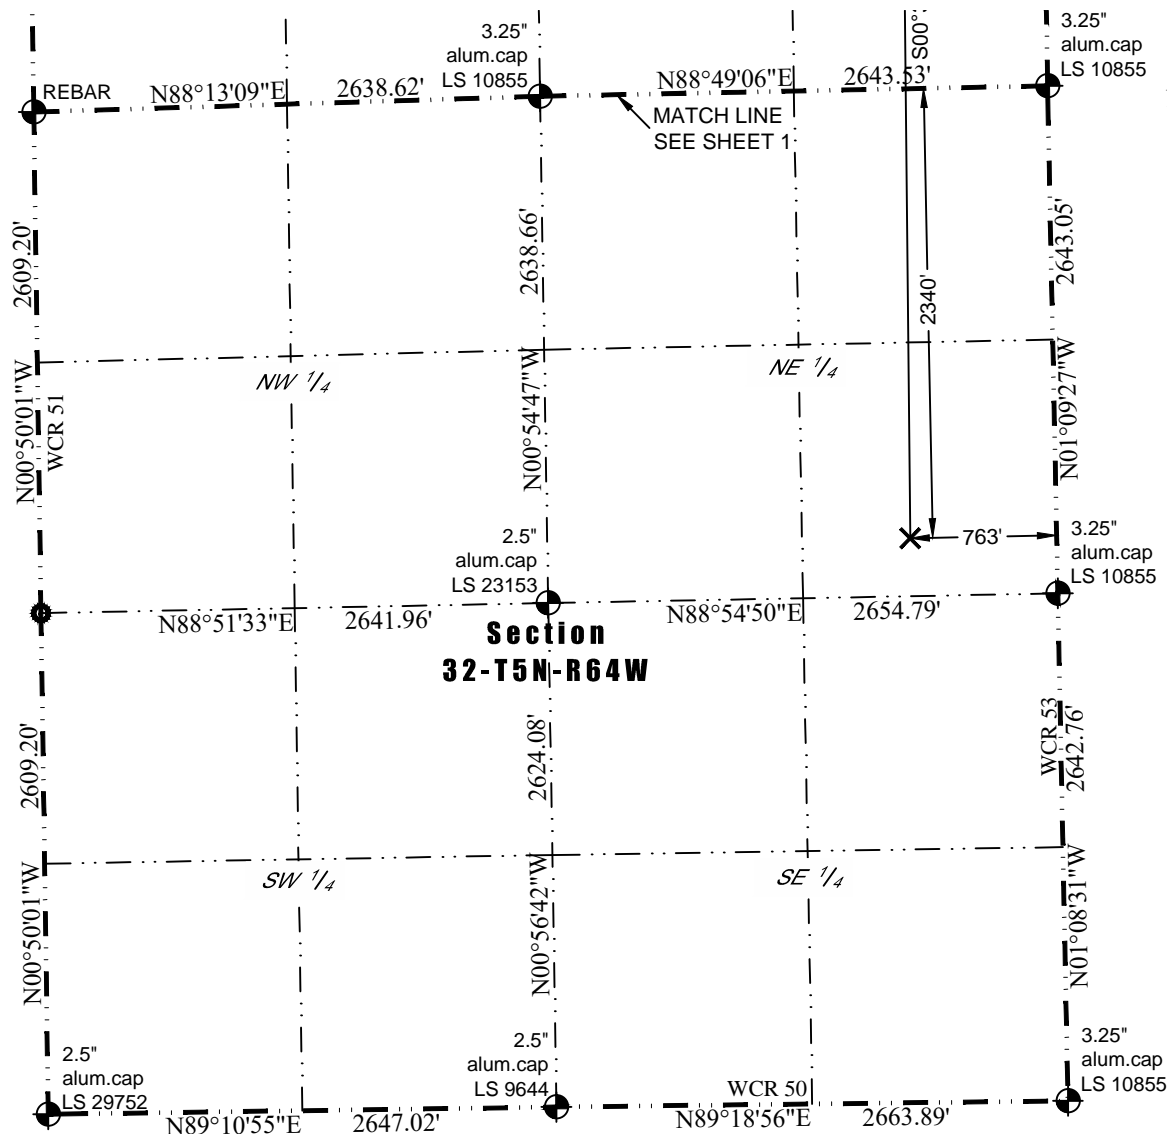 3.25"
alum.cap
LS 10855
S00°
3.25"
alum.cap
LS 10855
REBAR
N88°13'09"E
2638.62'
N88°49'06"E
2643.53'
MATCH LINE
SEE SHEET 1
2609.20'
2638.66'
2340'
2643.05'
NW 1/4
NE 1/4
N00°50'01"W
WCR 51
N00°54'47"W
N01°09'27"W
2.5"
alum.cap
LS 23153
763'
3.25"
alum.cap
LS 10855
N88°51'33"E
2641.96'
N88°54'50"E
2654.79'
Section
32-T5N-R64W
2609.20'
2624.08'
WCR 53
2642.76'
SW 1/4
SE 1/4
N00°50'01"W
N00°56'42"W
N01°08'31"W
2.5"
alum.cap
LS 29752
2.5"
alum.cap
LS 9644
WCR 50
3.25"
alum.cap
LS 10855
N89°10'55"E
2647.02'
N89°18'56"E
2663.89'